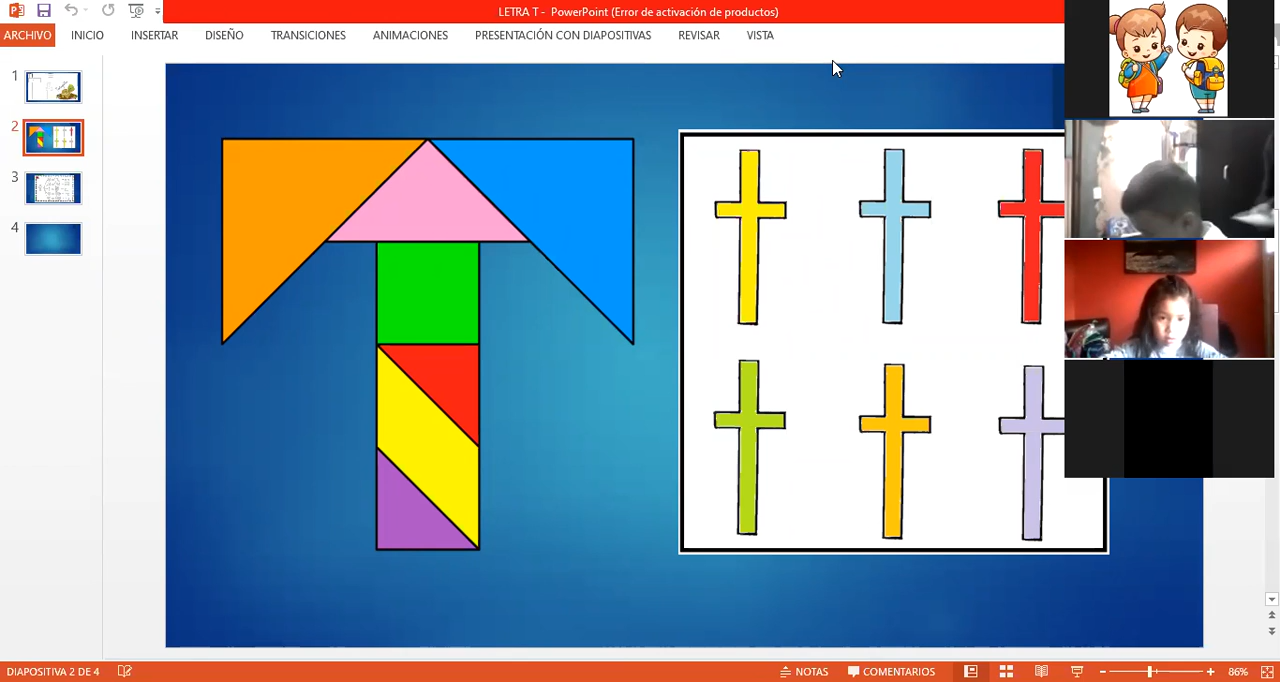 LETRA T - PowerPoint (Error de activación de productos)
ARCHIVO INICIO INSERTAR DISEÑO TRANSICIONES ANIMACIONES PRESENTACIÓN CON DIAPOSITIVAS REVISAR VISTA
1
2
3
4
DIAPOSITIVA 2 DE 4 NOTAS COMENTARIOS 86%